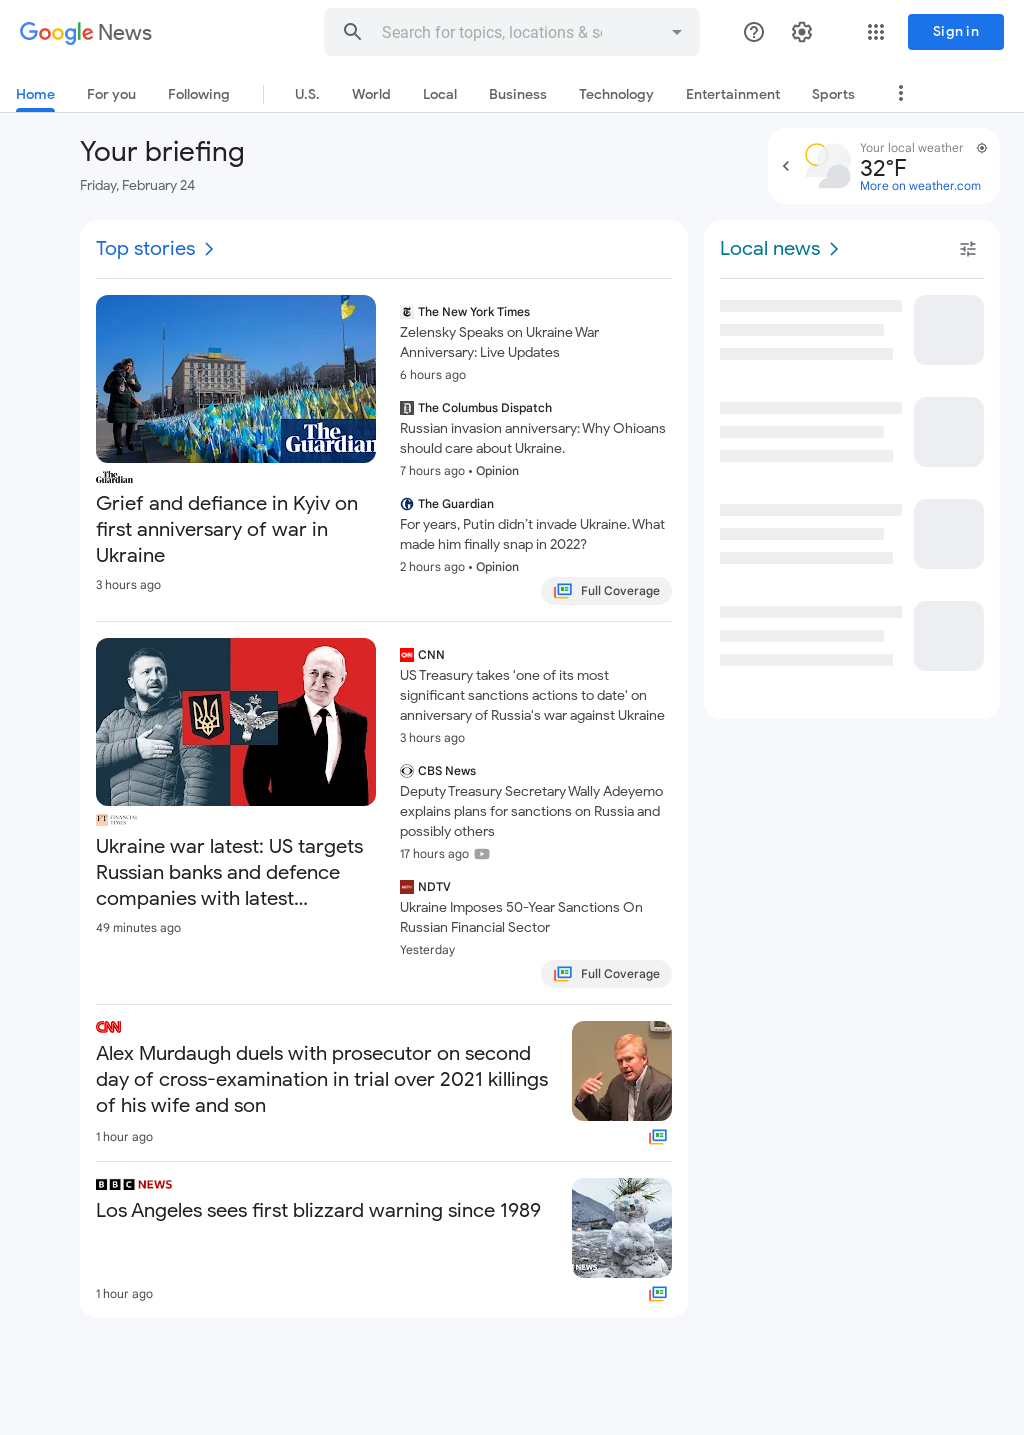 Google News
Search for topics, locations & s
Sign in
Home
For you
Following
U.S.
World
Local
Business
Technology
Entertainment
Sports
Your briefing
Friday, February 24
Your local weather
32°F
More on weather.com
Top stories
The Guardian
The Guardian
Grief and defiance in Kyiv on
first anniversary of war in
Ukraine
3 hours ago
The New York Times
Zelensky Speaks on Ukraine War
Anniversary: Live Updates
6 hours ago
The Columbus Dispatch
Russian invasion anniversary: Why Ohioans
should care about Ukraine.
7 hours ago • Opinion
The Guardian
For years, Putin didn’t invade Ukraine. What
made him finally snap in 2022?
2 hours ago • Opinion
Full Coverage
FT FINANCIAL TIMES
Ukraine war latest: US targets
Russian banks and defence
companies with latest...
49 minutes ago
CNN
US Treasury takes 'one of its most
significant sanctions actions to date' on
anniversary of Russia's war against Ukraine
3 hours ago
CBS News
Deputy Treasury Secretary Wally Adeyemo
explains plans for sanctions on Russia and
possibly others
17 hours ago
NDTV
Ukraine Imposes 50-Year Sanctions On
Russian Financial Sector
Yesterday
Full Coverage
CNN
Alex Murdaugh duels with prosecutor on second
day of cross-examination in trial over 2021 killings
of his wife and son
1 hour ago
BBC NEWS
Los Angeles sees first blizzard warning since 1989
NEWS
1 hour ago
Local news